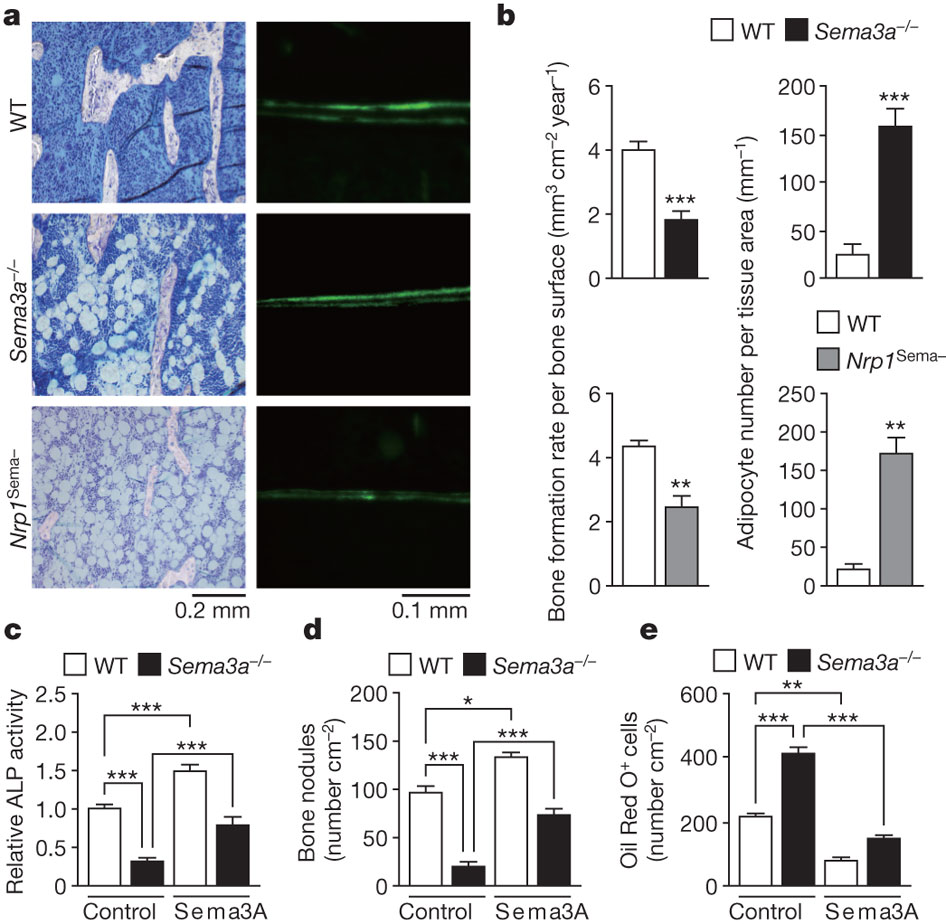 a
WT
Sema3a−/−
Nrp1Sema−
0.2 mm
0.1 mm
b
WT
Sema3a−/−
Bone formation rate per bone surface (mm3 cm−2 year−1)
6
4
2
0
***
6
4
2
0
**
Adipocyte number per tissue area (mm−1)
200
150
100
50
0
***
WT
Nrp1Sema−
250
200
150
100
50
0
**
c
WT
Sema3a−/−
Relative ALP activity
2.5
2.0
1.5
1.0
0.5
0
***
***
***
Control
Sema3A
d
WT
Sema3a−/−
Bone nodules
(number cm−2)
200
150
100
50
0
*
***
***
Control
Sema3A
e
WT
Sema3a−/−
Oil Red O+ cells
(number cm−2)
600
400
200
0
**
***
***
Control
Sema3A